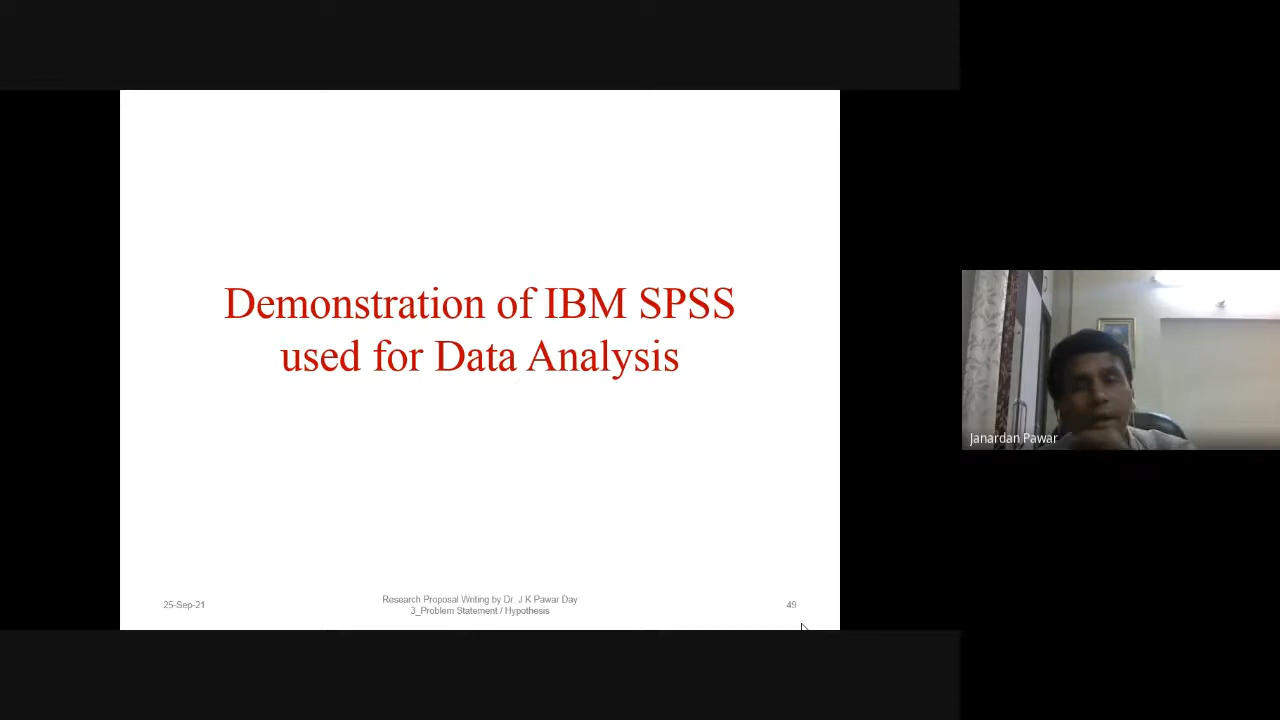 Demonstration of IBM SPSS
used for Data Analysis
Janardan Pawar
25-Sep-21
Research Proposal Writing by Dr. J K Pawar Day
3_Problem Statement / Hypothesis
49